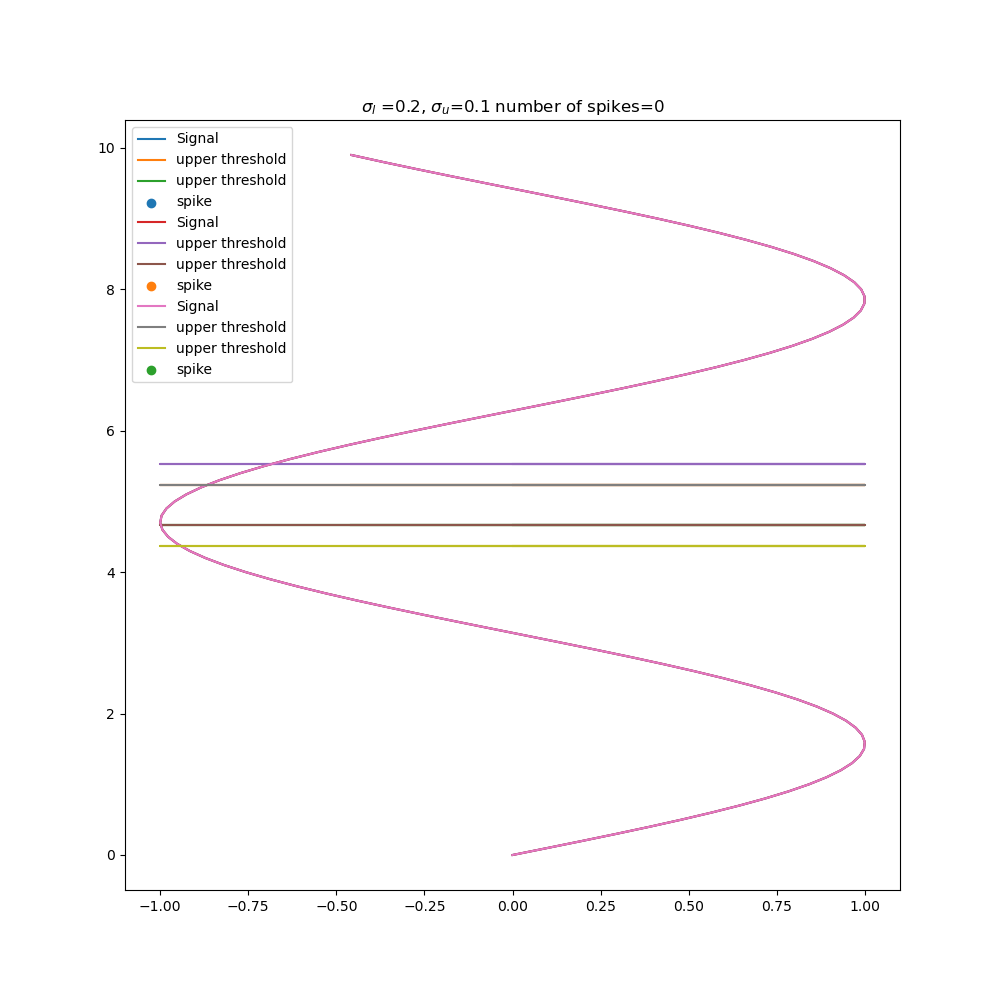 σl =0.2, σu=0.1 number of spikes=0
Signal
upper threshold
upper threshold
spike
Signal
upper threshold
upper threshold
spike
Signal
upper threshold
upper threshold
spike
10
8
6
4
2
0
−1.00 −0.75 −0.50 −0.25 0.00 0.25 0.50 0.75 1.00